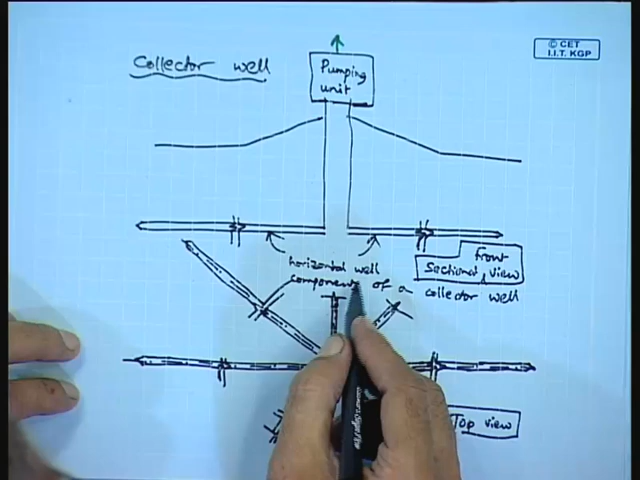 Collector well
© CET
I.I.T. KGP
Pumping
unit
horizontal well
components of a collector well
front
Sectional view
Top view